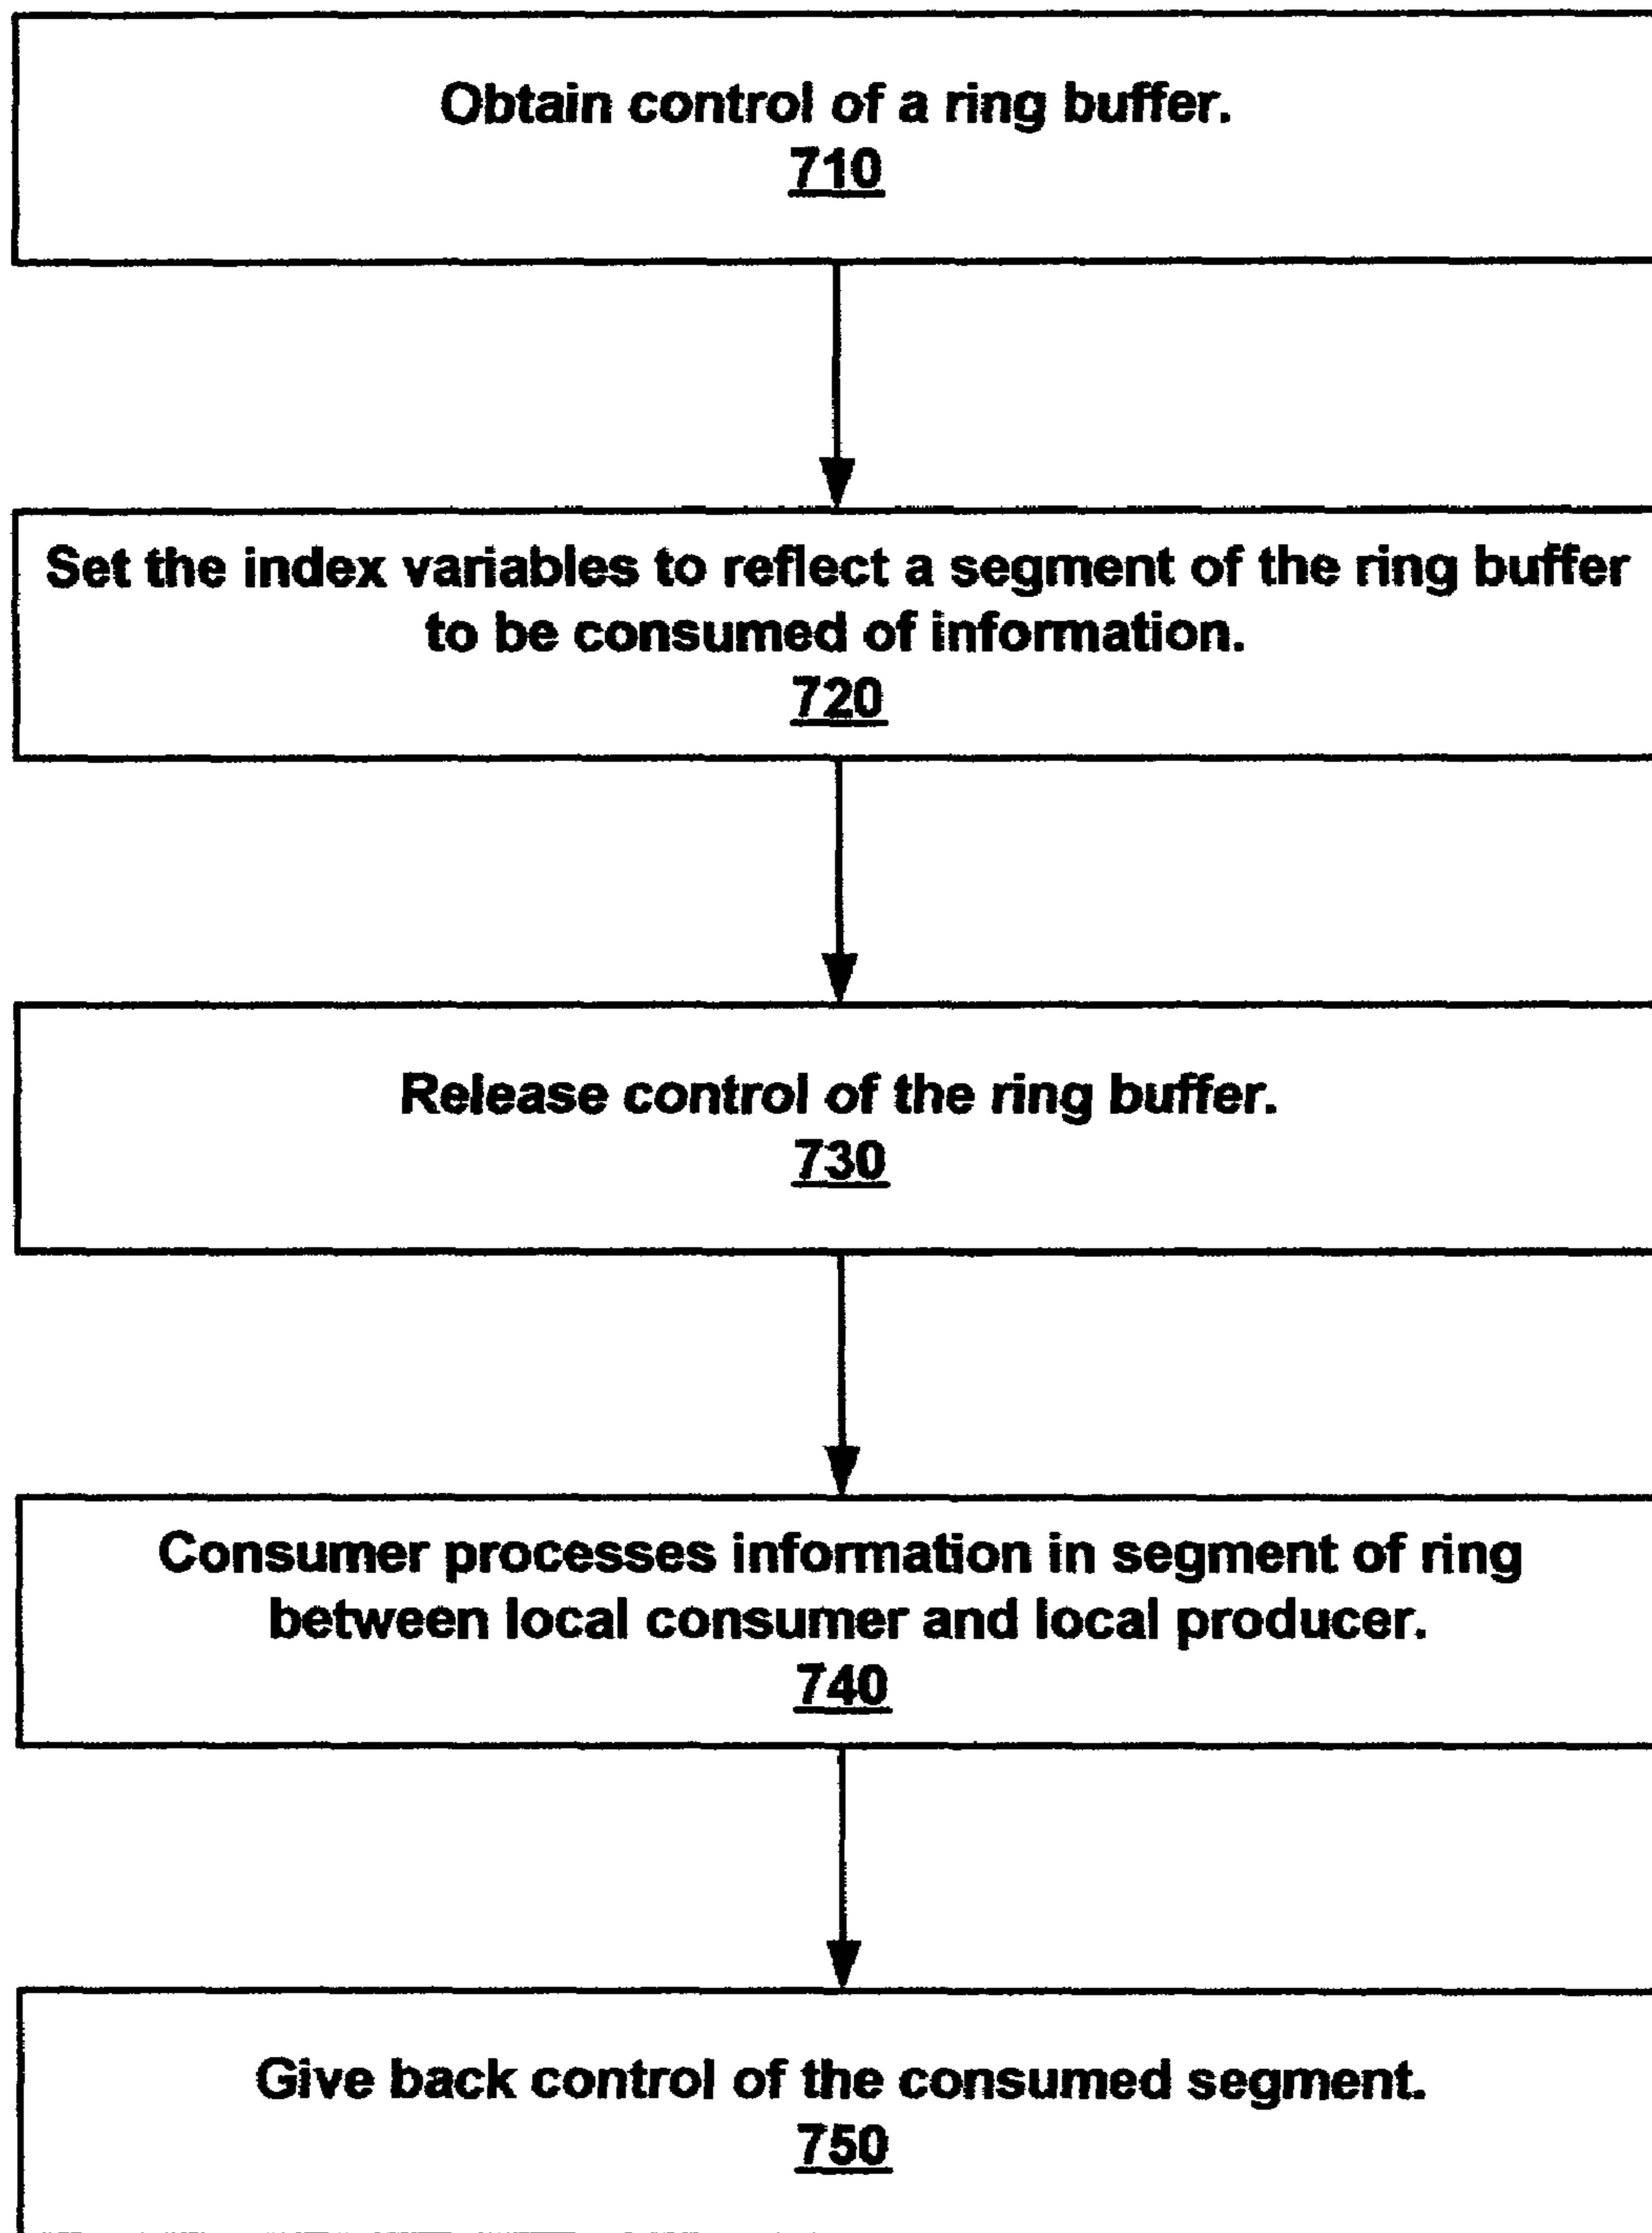 Obtain control of a ring buffer.
710
Set the index variables to reflect a segment of the ring buffer
to be consumed of information.
720
Release control of the ring buffer.
730
Consumer processes information in segment of ring
between local consumer and local producer.
740
Give back control of the consumed segment.
750